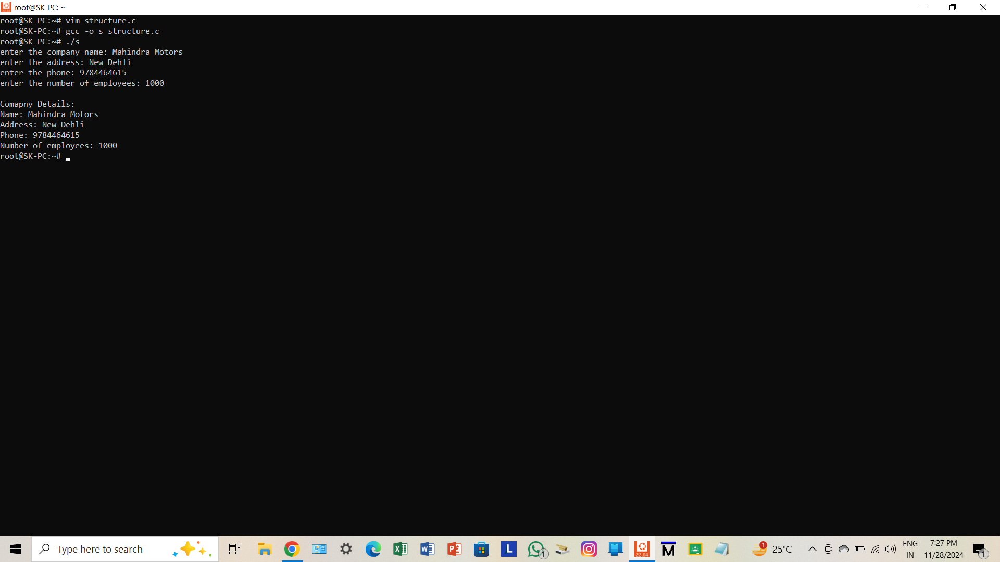 root@SK-PC: ~
root@SK-PC:~# vim structure.c
root@SK-PC:~# gcc -o s structure.c
root@SK-PC:~# ./s
enter the company name: Mahindra Motors
enter the address: New Dehli
enter the phone: 9784464615
enter the number of employees: 1000

Comapny Details:
Name: Mahindra Motors
Address: New Dehli
Phone: 9784464615
Number of employees: 1000
root@SK-PC:~#
Type here to search
L
1
22.04
M
1
25°C
ENG
IN
7:27 PM
11/28/2024
1